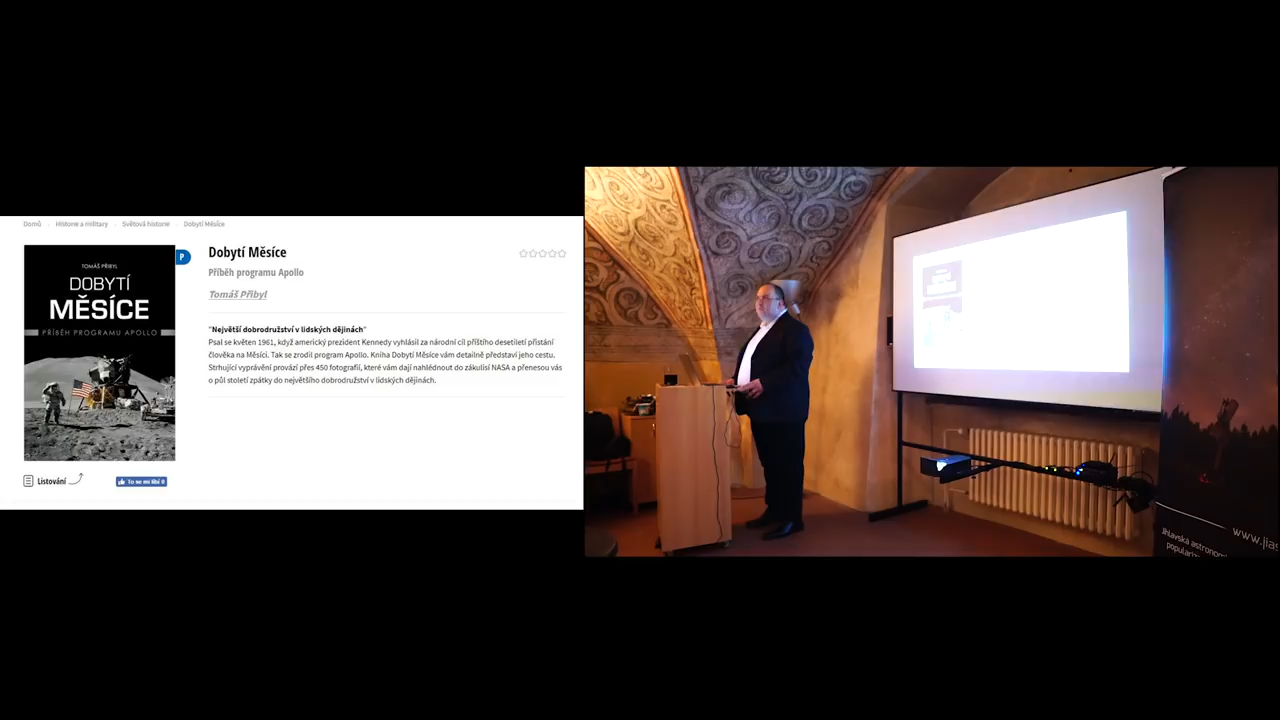 Domů
Historie a military
Světová historie
Dobytí Měsíce
TOMÁŠ PŘIBYL
DOBYTÍ
MĚSÍCE
PŘÍBĚH PROGRAMU APOLLO
P
Dobytí Měsíce
Příběh programu Apollo
Tomáš Přibyl
"Největší dobrodružství v lidských dějinách"
Psal se květen 1961, když americký prezident Kennedy vyhlásil za národní cíl příštího desetiletí přistání
člověka na Měsíci. Tak se zrodil program Apollo. Kniha Dobytí Měsíce vám detailně představí jeho cestu.
Strhující vyprávění provází přes 450 fotografií, které vám dají nahlédnout do zákulisí NASA a přenesou vás
o půl století zpátky do největšího dobrodružství v lidských dějinách.
Listování
To se mi líbí 0
www.jias
Jihlavská astronom
populariz